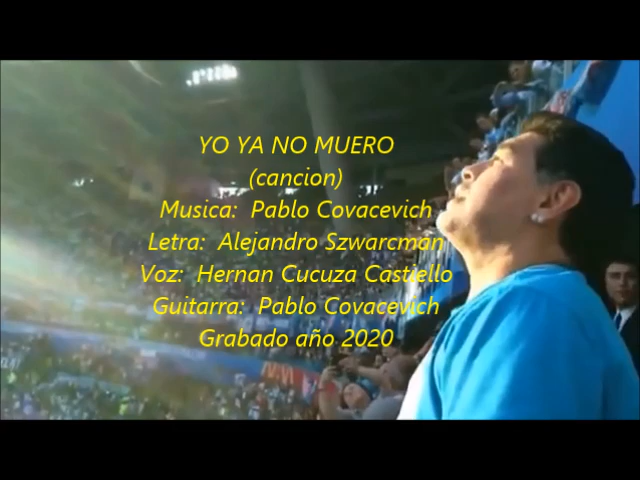 YO YA NO MUERO
(cancion)
Musica:  Pablo Covacevich
Letra:  Alejandro Szwarcman
Voz:  Hernan Cucuza Castiello
Guitarra:  Pablo Covacevich
Grabado año 2020